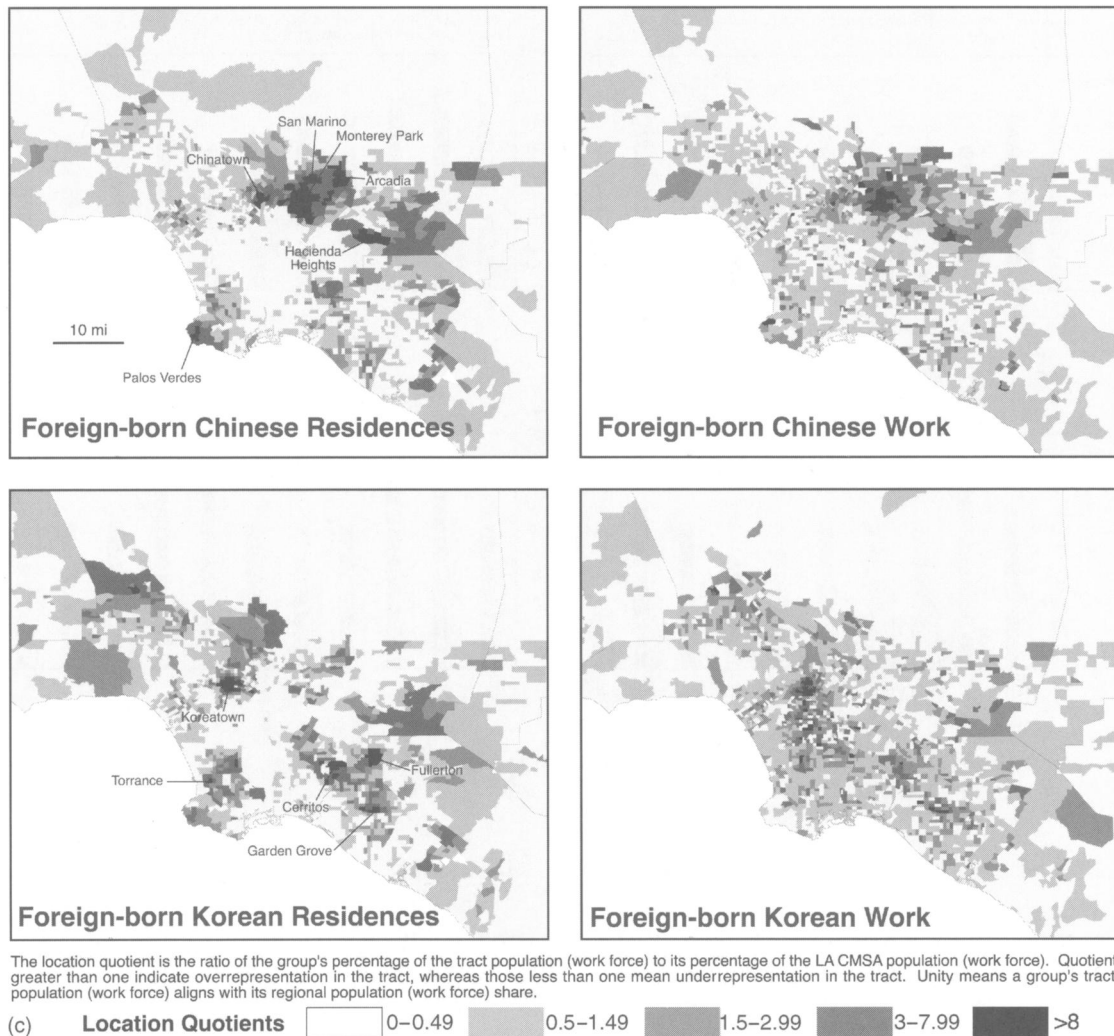 San Marino
Monterey Park
Chinatown
Arcadia
Hacienda
Heights
10 mi
Palos Verdes
Foreign-born Chinese Residences
Foreign-born Chinese Work
Koreatown
Torrance
Fullerton
Cerritos
Garden Grove
Foreign-born Korean Residences
Foreign-born Korean Work
The location quotient is the ratio of the group's percentage of the tract population (work force) to its percentage of the LA CMSA population (work force). Quotient
greater than one indicate overrepresentation in the tract, whereas those less than one mean underrepresentation in the tract. Unity means a group's tract
population (work force) aligns with its regional population (work force) share.
(c) Location Quotients 0–0.49 0.5–1.49 1.5–2.99 3–7.99 >8